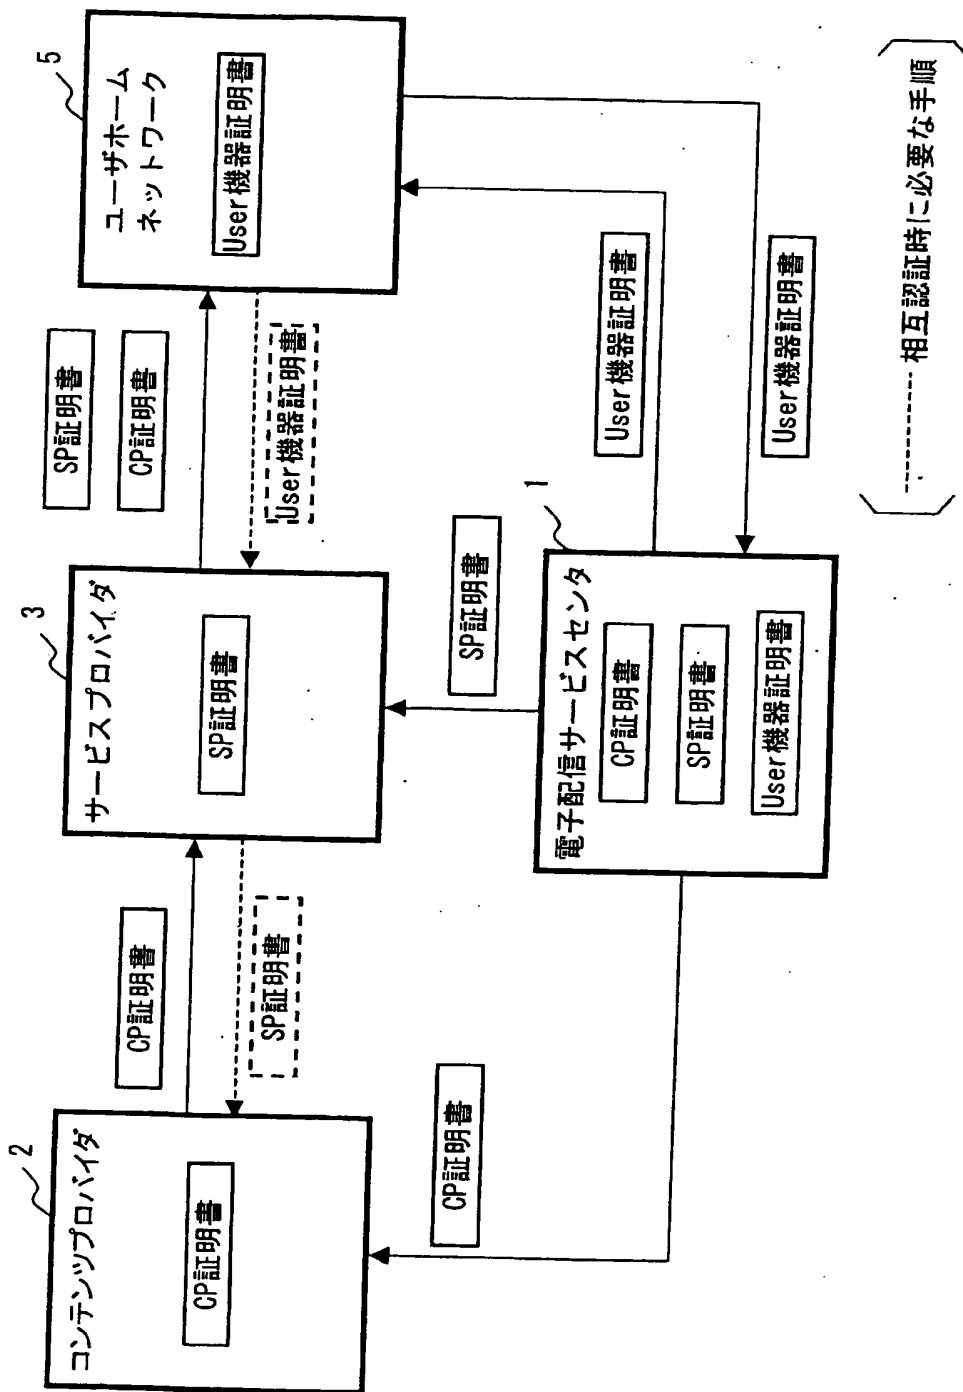 コンテンツプロバイダ
2
CP証明書
CP証明書
SP証明書
サービスプロバイダ
3
SP証明書
SP証明書
CP証明書
User機器証明書
ユーザホーム
ネットワーク
5
User機器証明書
CP証明書
SP証明書
電子配信サービスセンタ
1
CP証明書
SP証明書
User機器証明書
User機器証明書
User機器証明書
相互認証時に必要な手順